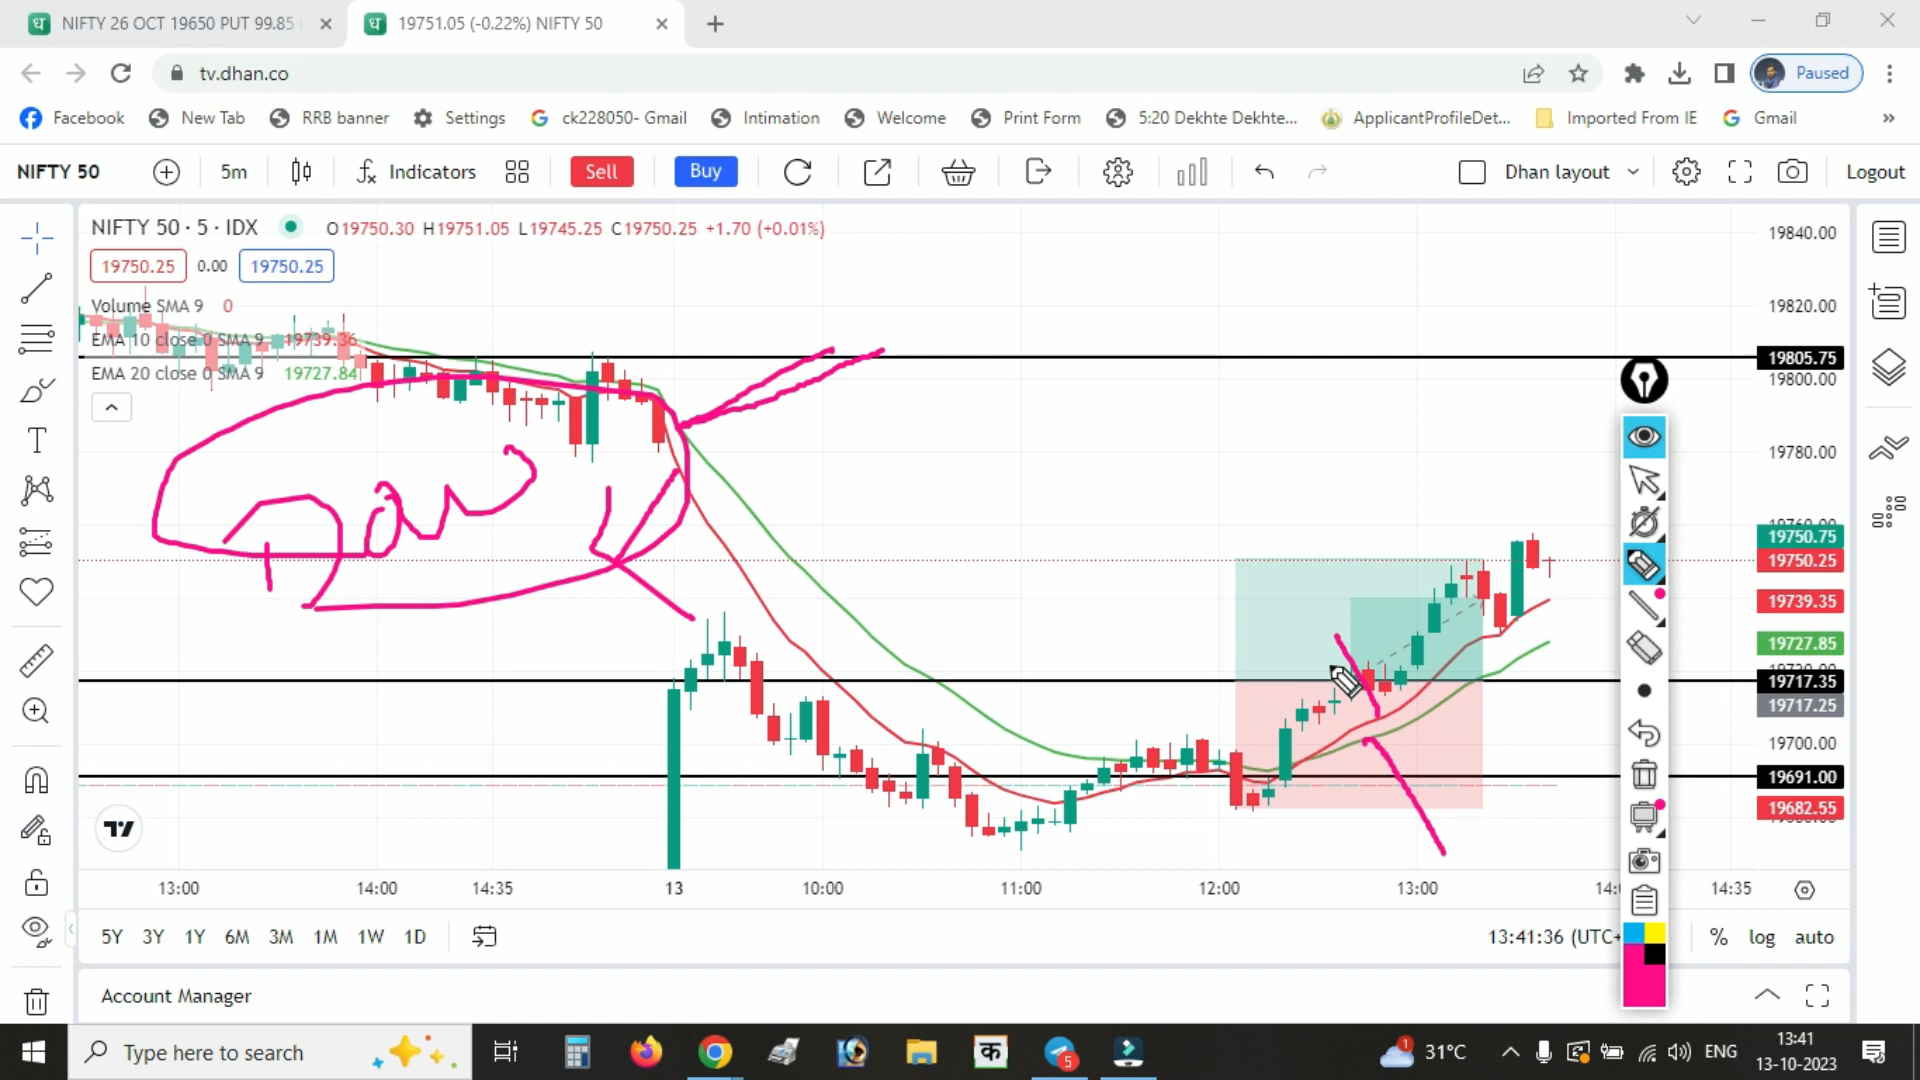 NIFTY 26 OCT 19650 PUT 99.85
19751.05 (-0.22%) NIFTY 50
tv.dhan.co
Paused
Facebook New Tab RRB banner Settings ck228050- Gmail Intimation Welcome Print Form 5:20 Dekhte Dekhte... ApplicantProfileDet... Imported From IE Gmail »
NIFTY 50 5m Indicators Sell Buy Dhan layout Logout
NIFTY 50 · 5 · IDX O19750.30 H19751.05 L19745.25 C19750.25 +1.70 (+0.01%)
19750.25 0.00 19750.25
Volume SMA 9 0
EMA 10 close 0 SMA 9 19739.36
EMA 20 close 0 SMA 9 19727.84
19840.00
19820.00
19805.75
19800.00
19780.00
19750.75
19750.25
19739.35
19727.85
19717.35
19717.25
19700.00
19691.00
19682.55
13:00 14:00 14:35 13 10:00 11:00 12:00 13:00 14:35
5Y 3Y 1Y 6M 3M 1M 1W 1D 13:41:36 (UTC+ % log auto
Account Manager
Type here to search
क
5
1
31°C
ENG
13:41
13-10-2023